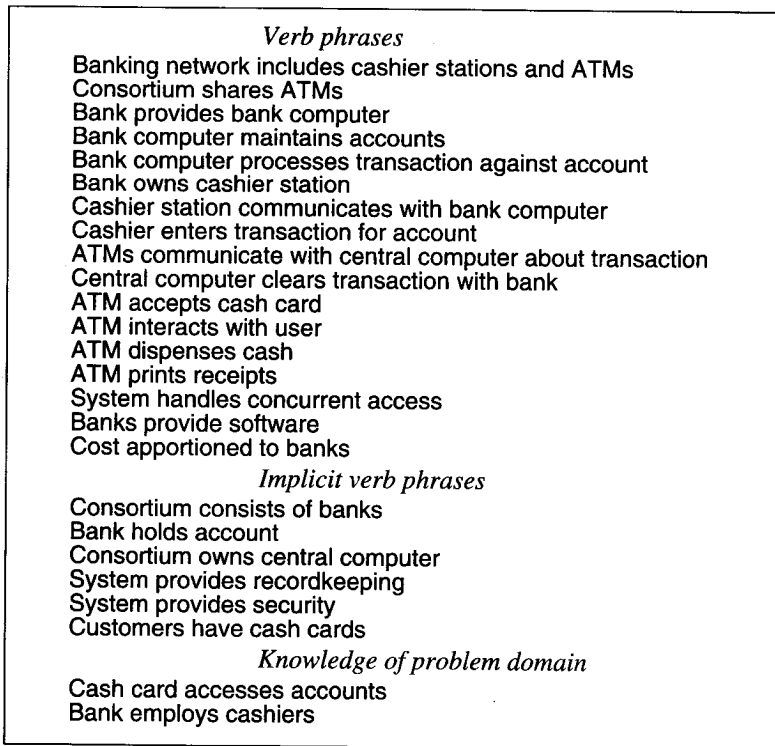 Verb phrases
Banking network includes cashier stations and ATMs
Consortium shares ATMs
Bank provides bank computer
Bank computer maintains accounts
Bank computer processes transaction against account
Bank owns cashier station
Cashier station communicates with bank computer
Cashier enters transaction for account
ATMs communicate with central computer about transaction
Central computer clears transaction with bank
ATM accepts cash card
ATM interacts with user
ATM dispenses cash
ATM prints receipts
System handles concurrent access
Banks provide software
Cost apportioned to banks
Implicit verb phrases
Consortium consists of banks
Bank holds account
Consortium owns central computer
System provides recordkeeping
System provides security
Customers have cash cards
Knowledge of problem domain
Cash card accesses accounts
Bank employs cashiers